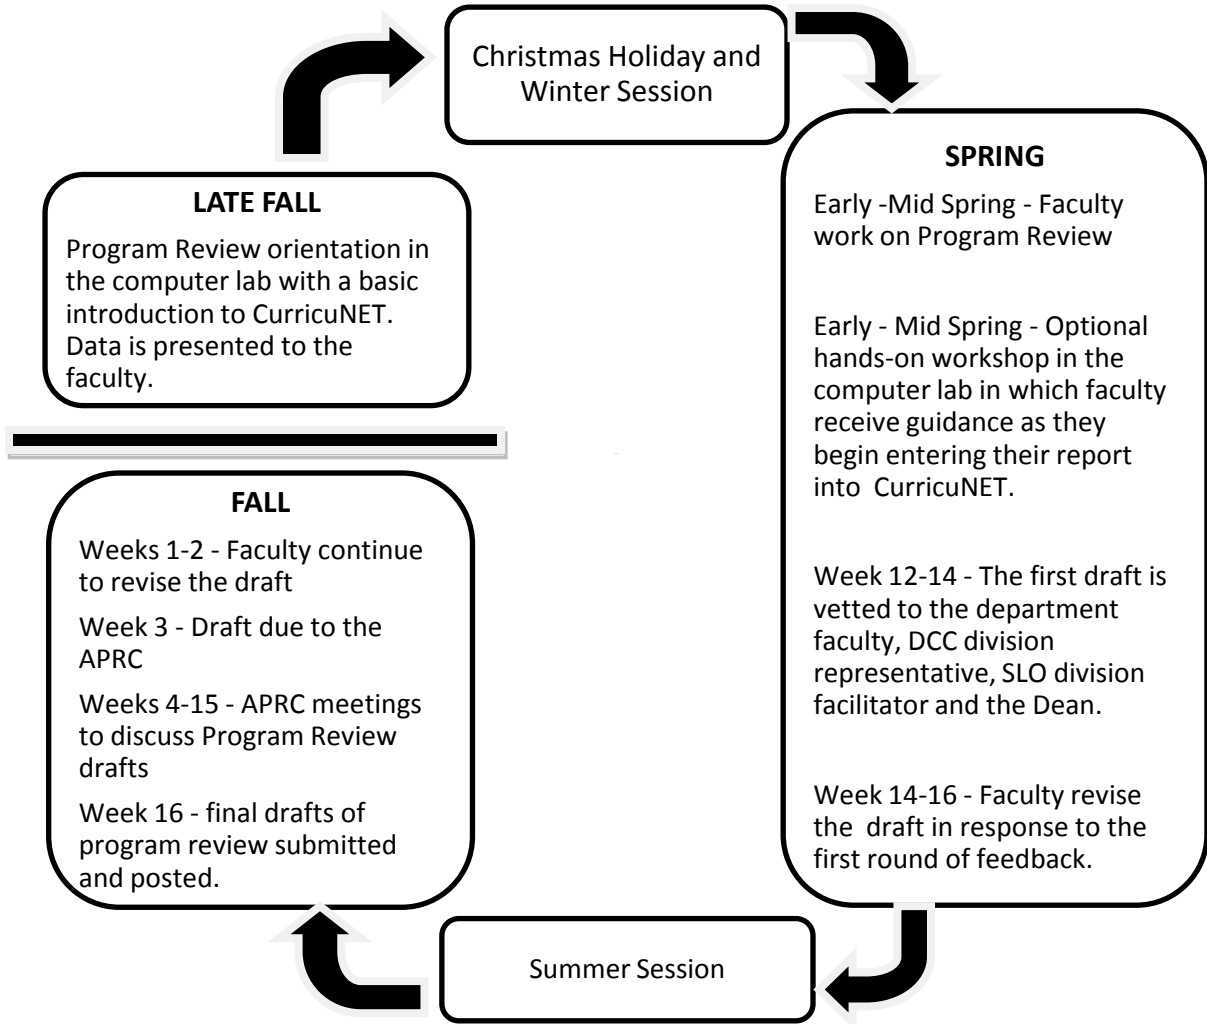 Christmas Holiday and
Winter Session
LATE FALL
Program Review orientation in
the computer lab with a basic
introduction to CurricuNET.
Data is presented to the
faculty.
SPRING
Early -Mid Spring - Faculty
work on Program Review
Early - Mid Spring - Optional
hands-on workshop in the
computer lab in which faculty
receive guidance as they
begin entering their report
into  CurricuNET.
Week 12-14 - The first draft is
vetted to the department
faculty, DCC division
representative, SLO division
facilitator and the Dean.
Week 14-16 - Faculty revise
the  draft in response to the
first round of feedback.
Summer Session
FALL
Weeks 1-2 - Faculty continue
to revise the draft
Week 3 - Draft due to the
APRC
Weeks 4-15 - APRC meetings
to discuss Program Review
drafts
Week 16 - final drafts of
program review submitted
and posted.